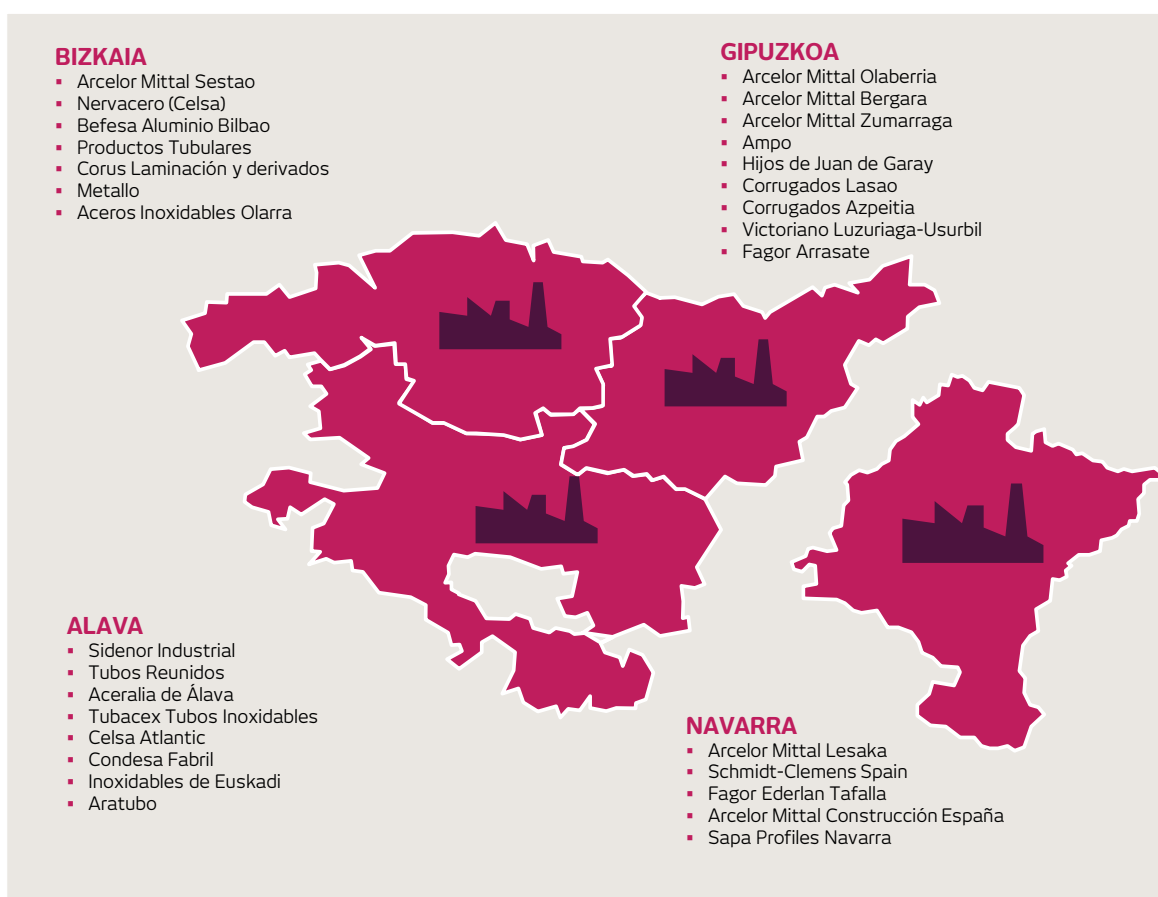 BIZKAIA
Arcelor Mittal Sestao
Nervacero (Celsa)
Befesa Aluminio Bilbao
Productos Tubulares
Corus Laminación y derivados
Metallo
Aceros Inoxidables Olarra
GIPUZKOA
Arcelor Mittal Olaberria
Arcelor Mittal Bergara
Arcelor Mittal Zumarraga
Ampo
Hijos de Juan de Garay
Corrugados Lasao
Corrugados Azpeitia
Victoriano Luzuriaga-Usurbil
Fagor Arrasate
ALAVA
Sidenor Industrial
Tubos Reunidos
Aceralia de Álava
Tubacex Tubos Inoxidables
Celsa Atlantic
Condesa Fabril
Inoxidables de Euskadi
Aratubo
NAVARRA
Arcelor Mittal Lesaka
Schmidt-Clemens Spain
Fagor Ederlan Tafalla
Arcelor Mittal Construcción España
Sapa Profiles Navarra